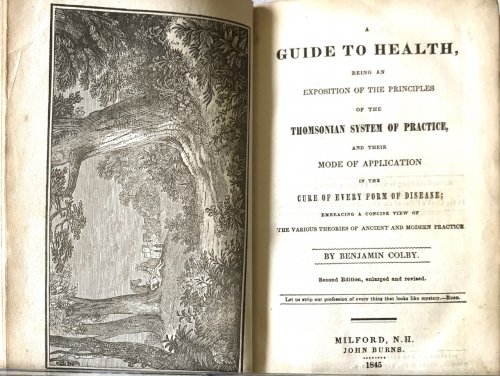 A
GUIDE TO HEALTH,
BEING AN
EXPOSITION OF THE PRINCIPLES
OF THE
THOMSONIAN SYSTEM OF PRACTICE,
AND THEIR
MODE OF APPLICATION
IN THE
CURE OF EVERY FORM OF DISEASE;
EMBRACING A CONCISE VIEW OF
THE VARIOUS THEORIES OF ANCIENT AND MODERN PRACTICE
BY BENJAMIN COLBY.
Second Edition, enlarged and revised.
Let us strip our profession of every thing that looks like mystery.—RUSH.
MILFORD, N.H.
JOHN BURNS.
1845